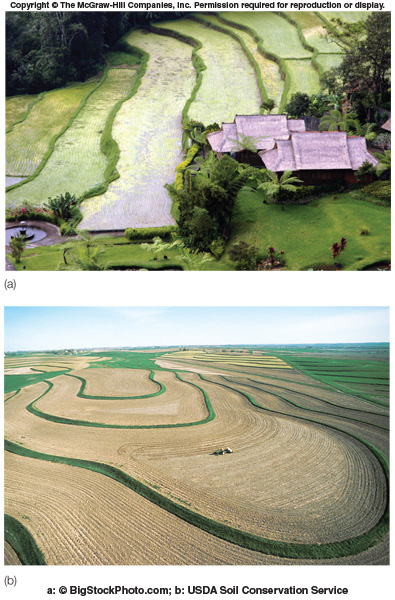 Copyright © The McGraw-Hill Companies, Inc. Permission required for reproduction or display.
(a)
(b)
a: © BigStockPhoto.com; b: USDA Soil Conservation Service